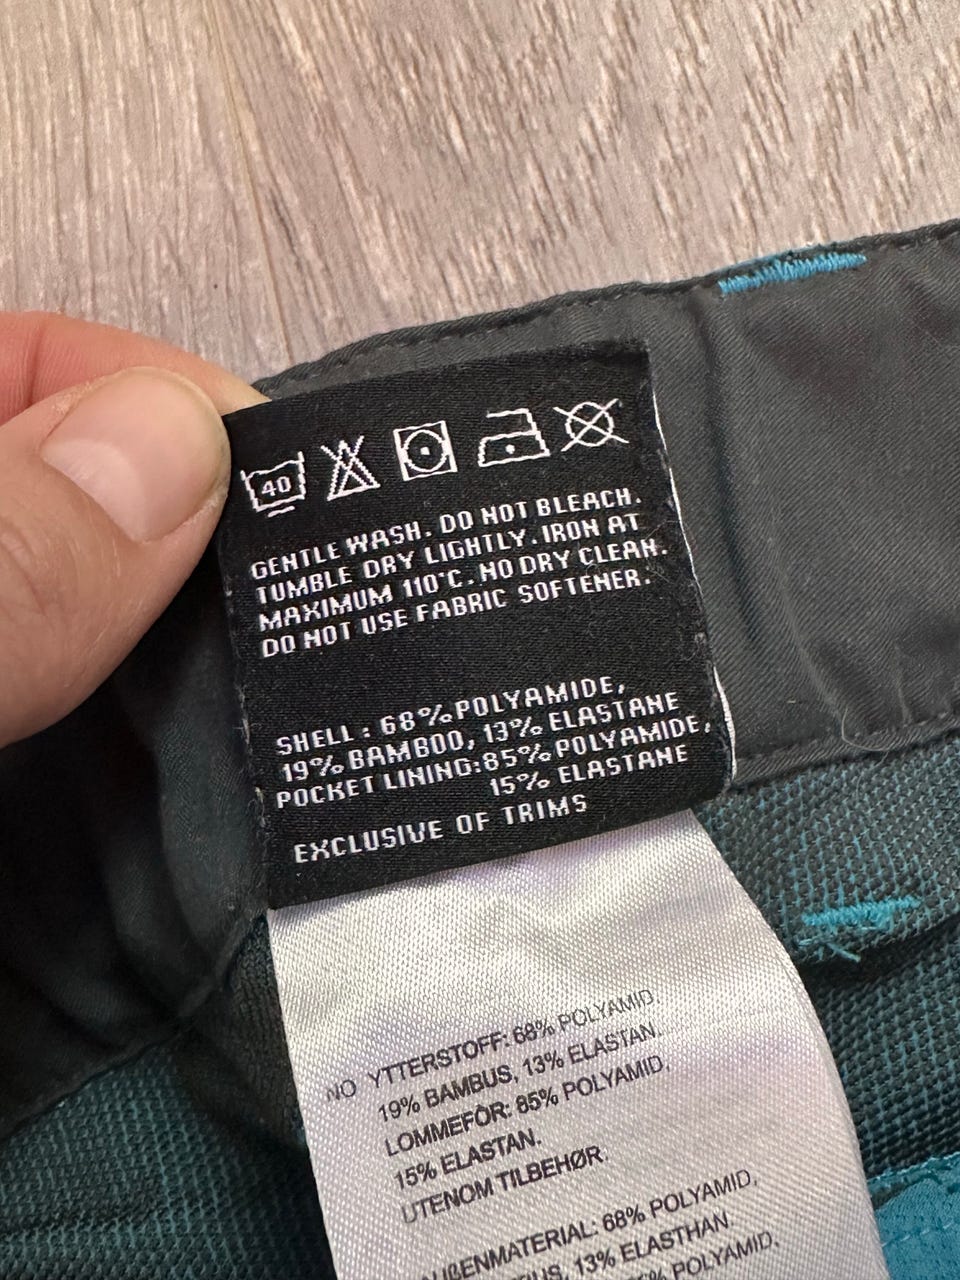 40
GENTLE WASH. DO NOT BLEACH.
TUMBLE DRY LIGHTLY. IRON AT
MAXIMUM 110°C. NO DRY CLEAN.
DO NOT USE FABRIC SOFTENER.
SHELL: 68% POLYAMIDE,
19% BAMBOO, 13% ELASTANE
POCKET LINING: 85% POLYAMIDE,
15% ELASTANE
EXCLUSIVE OF TRIMS
NO YTTERSTOFF: 68% POLYAMID,
19% BAMBUS, 13% ELASTAN.
LOMMEFÔR: 85% POLYAMID,
15% ELASTAN.
UTENOM TILBEHØR.
68% POLYAMID,
13% ELASTHAN.
POLYAMID,